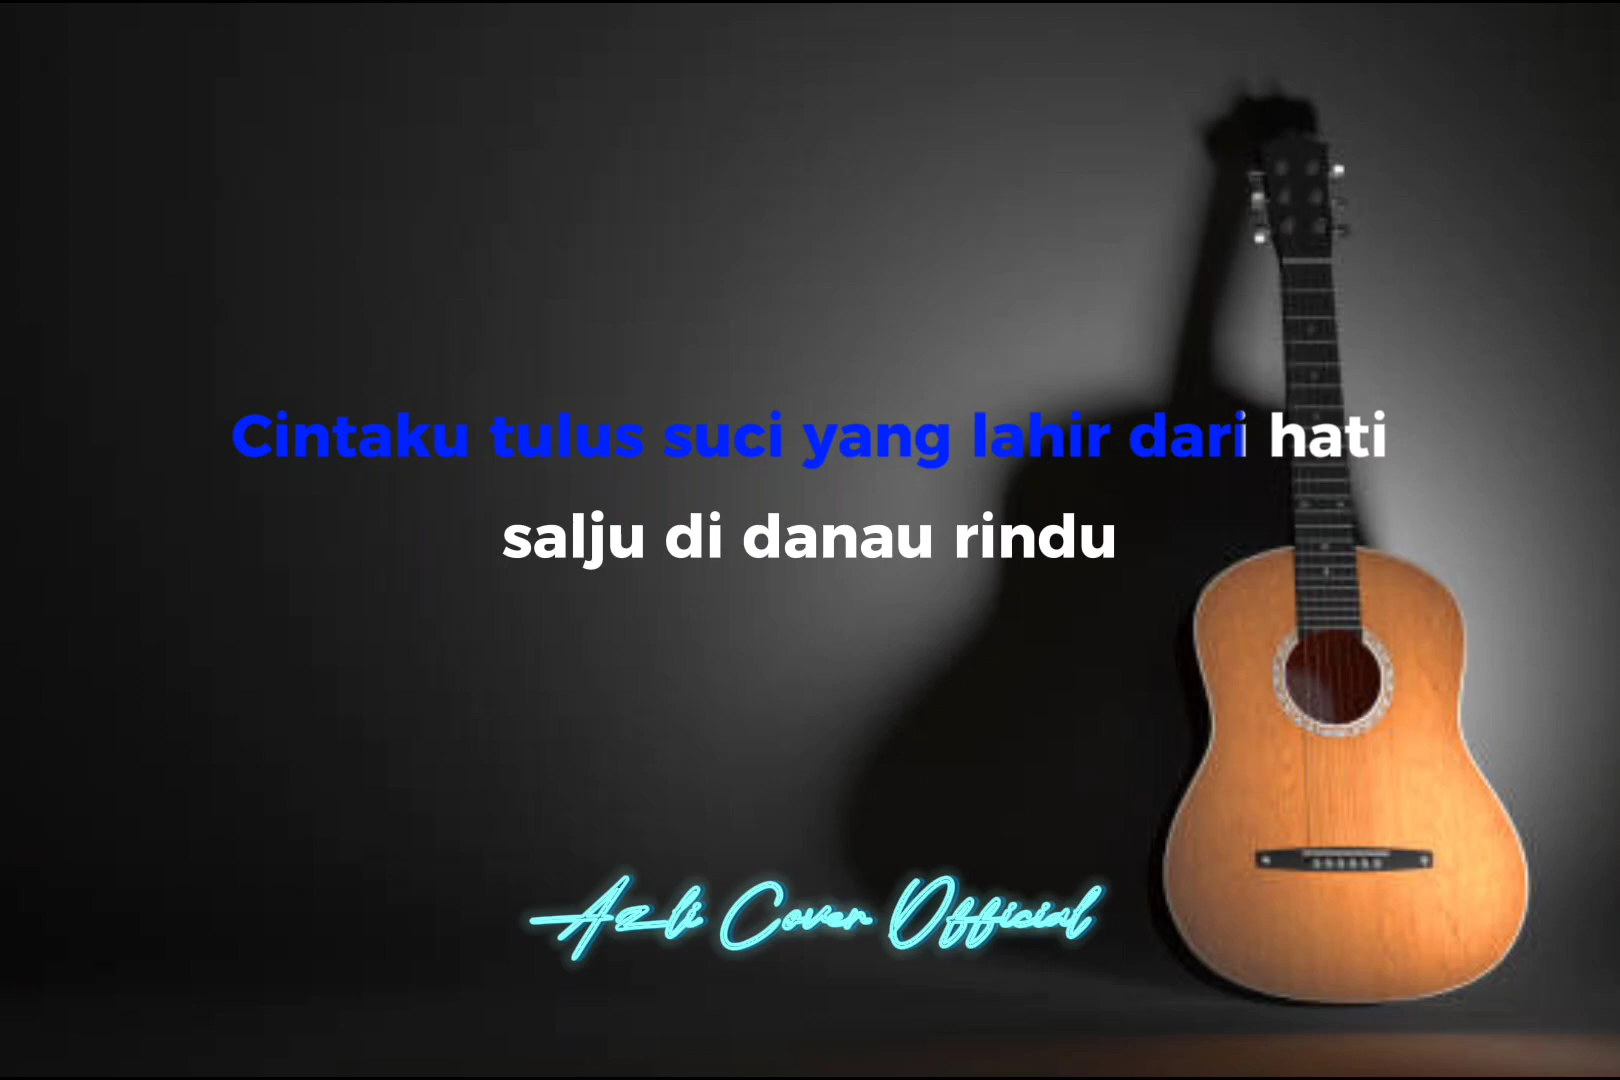 Cintaku tulus suci yang lahir dari hati
salju di danau rindu
Azli Cover Official